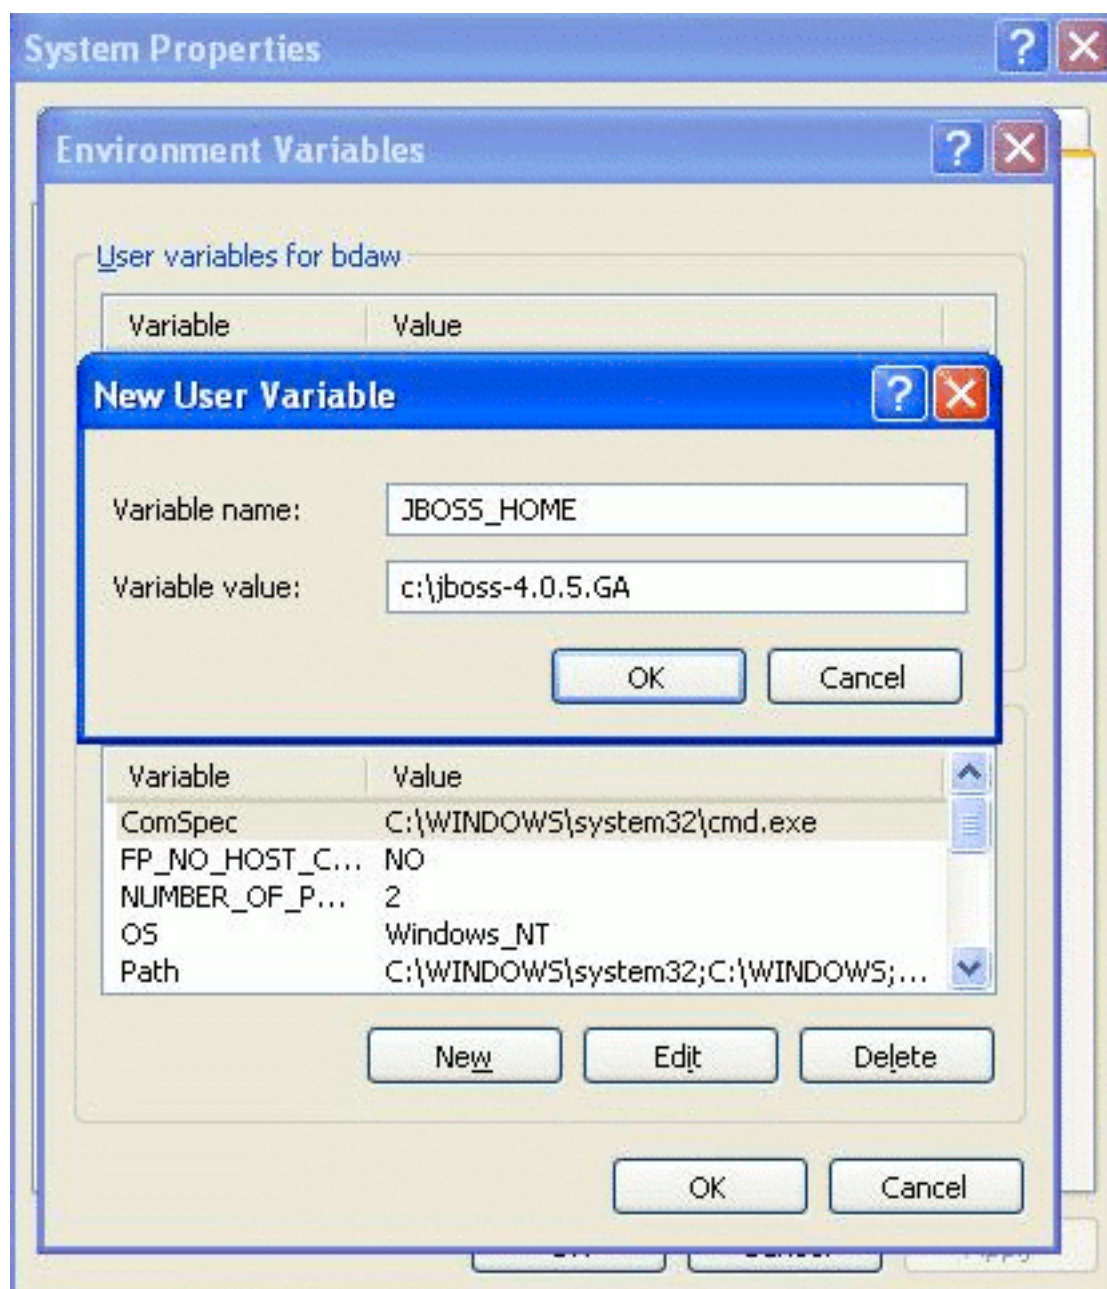 System Properties
Environment Variables
User variables for bdaw
Variable Value
New User Variable
Variable name: JBOSS_HOME
Variable value: c:\jboss-4.0.5.GA
OK Cancel
Variable Value
ComSpec C:\WINDOWS\system32\cmd.exe
FP_NO_HOST_C... NO
NUMBER_OF_P... 2
OS Windows_NT
Path C:\WINDOWS\system32;C:\WINDOWS;...
New Edit Delete
OK Cancel